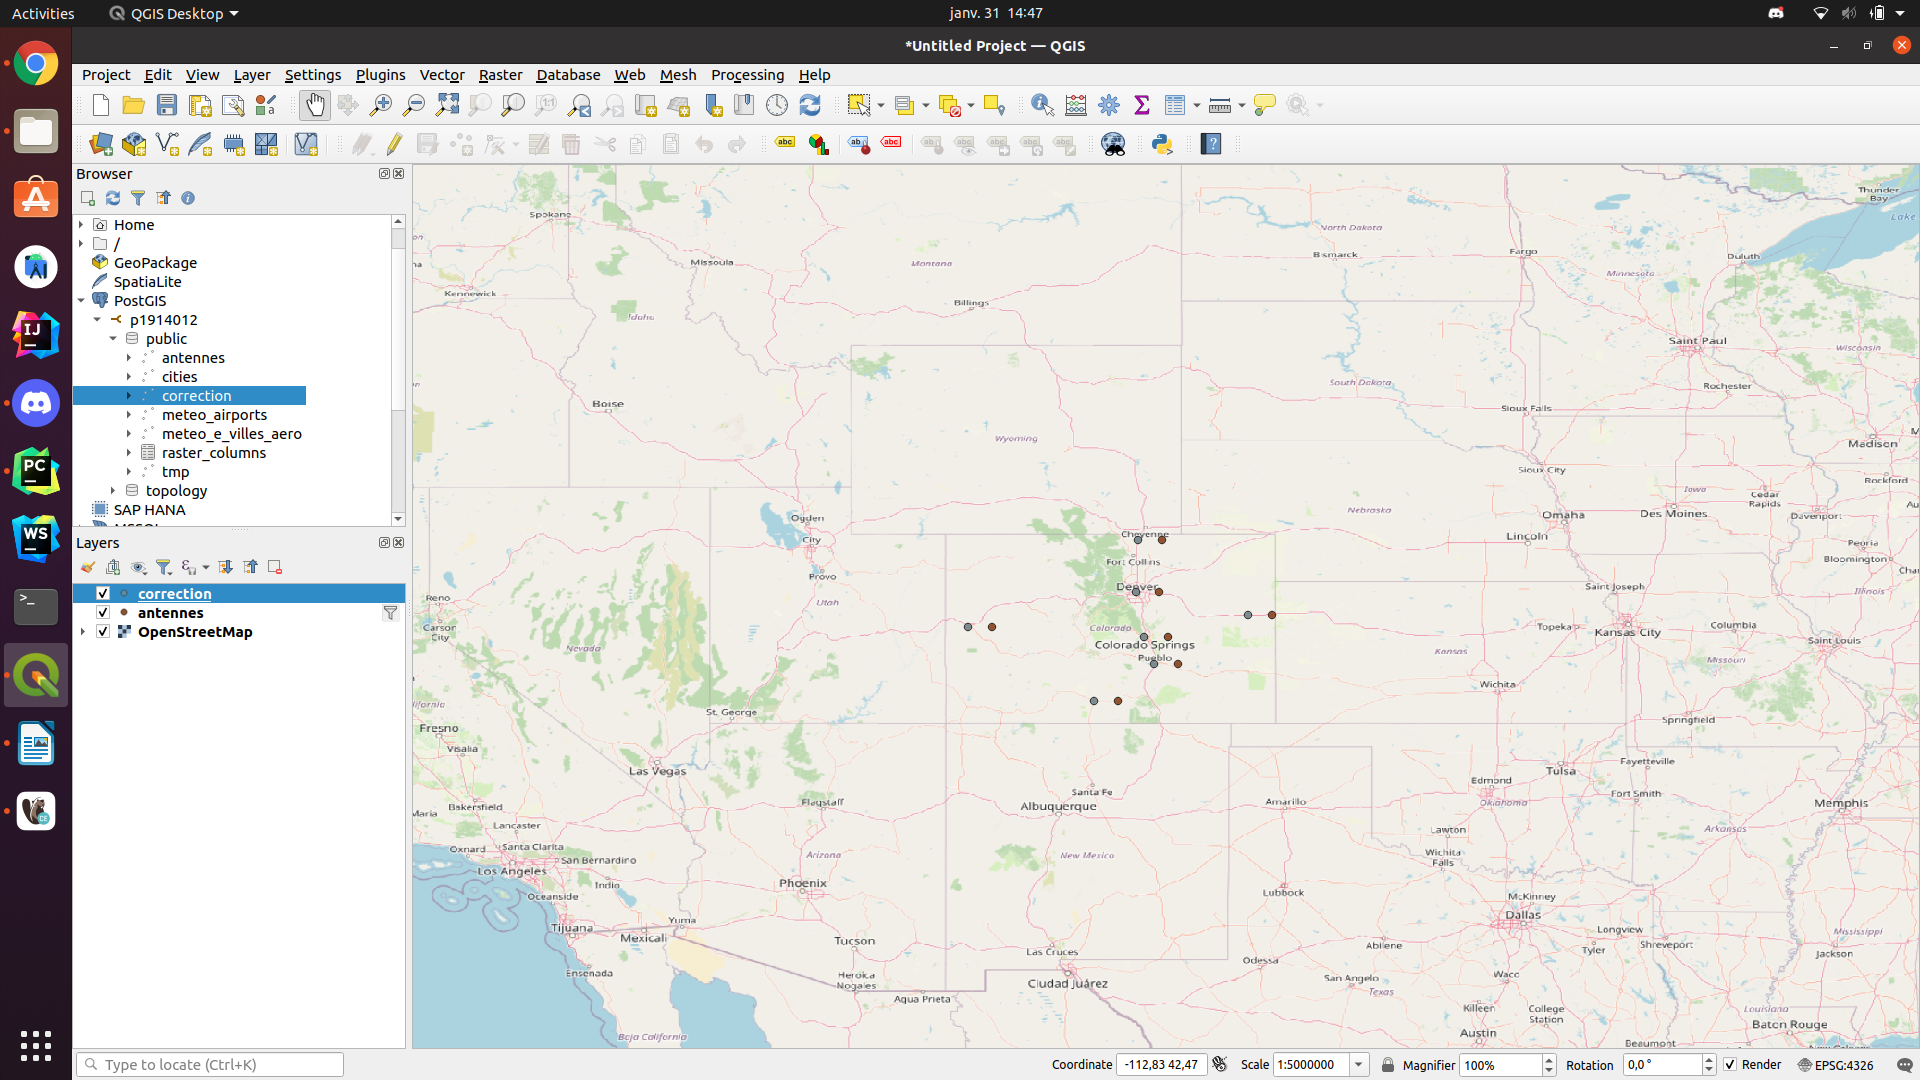 Activities
QGIS Desktop
janv. 31 14:47
*Untitled Project — QGIS
Project Edit View Layer Settings Plugins Vector Raster Database Web Mesh Processing Help
Browser
Home
/
GeoPackage
SpatiaLite
PostGIS
p1914012
public
antennes
cities
correction
meteo_airports
meteo_e_villes_aero
raster_columns
tmp
topology
SAP HANA
Layers
correction
antennes
OpenStreetMap
Type to locate (Ctrl+K)
Spokane
Kennewick
Missoula
Montana
Billings
Idaho
Boise
Wyoming
North Dakota
Bismarck
Fargo
Minnesota
Duluth
Thunder
Bay
Lake
Saint Paul
Wisconsin
Rochester
South Dakota
Sioux Falls
Madison
Sioux City
Iowa
Cedar
Rapids
Rockford
Nebraska
Omaha
Des Moines
Davenport
Lincoln
Peoria
Bloomington
Ogden
City
Provo
Utah
Cheyenne
Fort Collins
Denver
Colorado
Colorado Springs
Pueblo
Reno
Carson
City
Nevada
St. George
Saint Joseph
Illinois
Topeka
Kansas City
Columbia
Saint Louis
Kansas
Missouri
Wichita
Springfield
Fresno
Visalia
Las Vegas
Bakersfield
Lancaster
Oxnard
Santa Clarita
San Bernardino
Los Angeles
Indio
Oceanside
Tijuana
Mexicali
Yuma
Ensenada
Baja California
Flagstaff
Arizona
Phoenix
Tucson
Heroica
Nogales
Agua Prieta
Santa Fe
Albuquerque
New Mexico
Las Cruces
Ciudad Juárez
Amarillo
Lubbock
Odessa
San Angelo
Texas
Abilene
Edmond
Oklahoma
Lawton
Wichita
Falls
Tulsa
Fayetteville
Fort Smith
Arkansas
Memphis
McKinney
Dallas
Longview
Tyler
Shreveport
Waco
Killeen
College
Station
Austin
Beaumont
Louisiana
Baton Rouge
Mississippi
Jackson
Coordinate -112,83 42,47 Scale 1:5000000 Magnifier 100% Rotation 0,0 ° Render EPSG:4326